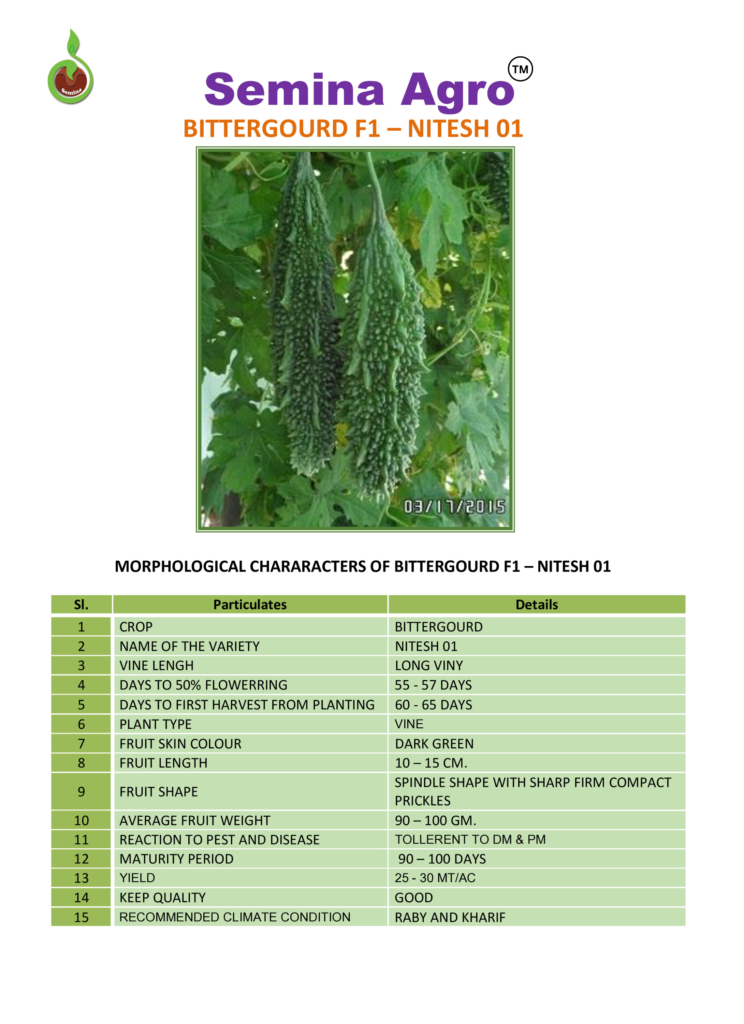 Semina
Semina Agro™
BITTERGOURD F1 – NITESH 01
03/17/2015
MORPHOLOGICAL CHARARACTERS OF BITTERGOURD F1 – NITESH 01
Sl. Particulates Details
1 CROP BITTERGOURD
2 NAME OF THE VARIETY NITESH 01
3 VINE LENGH LONG VINY
4 DAYS TO 50% FLOWERRING 55 - 57 DAYS
5 DAYS TO FIRST HARVEST FROM PLANTING 60 - 65 DAYS
6 PLANT TYPE VINE
7 FRUIT SKIN COLOUR DARK GREEN
8 FRUIT LENGTH 10 – 15 CM.
9 FRUIT SHAPE SPINDLE SHAPE WITH SHARP FIRM COMPACT
PRICKLES
10 AVERAGE FRUIT WEIGHT 90 – 100 GM.
11 REACTION TO PEST AND DISEASE TOLLERENT TO DM & PM
12 MATURITY PERIOD 90 – 100 DAYS
13 YIELD 25 - 30 MT/AC
14 KEEP QUALITY GOOD
15 RECOMMENDED CLIMATE CONDITION RABY AND KHARIF